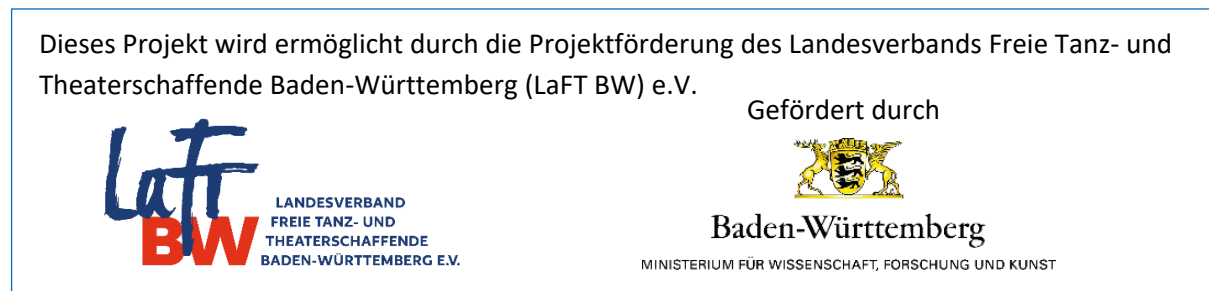 Dieses Projekt wird ermöglicht durch die Projektförderung des Landesverbands Freie Tanz- und
Theaterschaffende Baden-Württemberg (LaFT BW) e.V.
Gefördert durch
LaFT
BW
LANDESVERBAND
FREIE TANZ- UND
THEATERSCHAFFENDE
BADEN-WÜRTTEMBERG E.V.
Baden-Württemberg
MINISTERIUM FÜR WISSENSCHAFT, FORSCHUNG UND KUNST